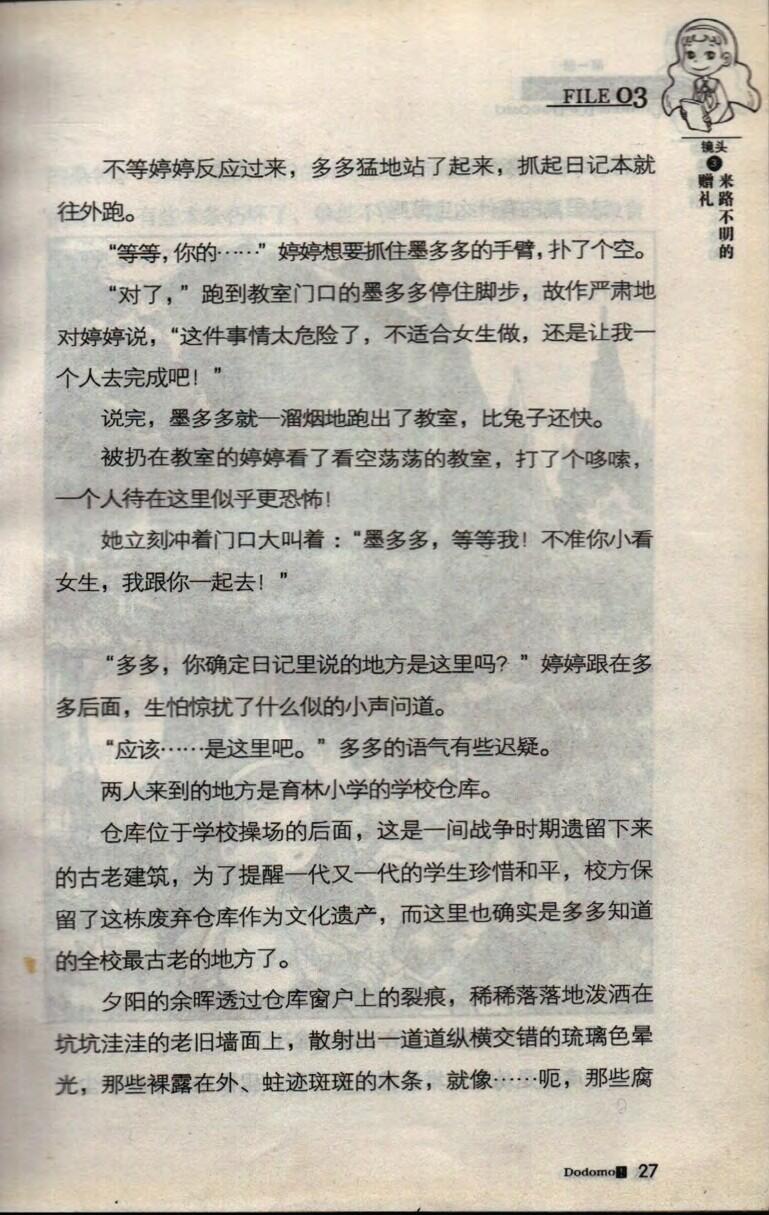 FILE 03
镜头
3
来路不明的
赠礼
不等婷婷反应过来，多多猛地站了起来，抓起日记本就
往外跑。
“等等，你的……”婷婷想要抓住墨多多的手臂，扑了个空。
“对了，”跑到教室门口的墨多多停住脚步，故作严肃地
对婷婷说，“这件事情太危险了，不适合女生做，还是让我一
个人去完成吧！”
说完，墨多多就一溜烟地跑出了教室，比兔子还快。
被扔在教室的婷婷看了看空荡荡的教室，打了个哆嗦，
一个人待在这里似乎更恐怖！
她立刻冲着门口大叫着：“墨多多，等等我！不准你小看
女生，我跟你一起去！”
“多多，你确定日记里说的地方是这里吗？”婷婷跟在多
多后面，生怕惊扰了什么似的小声问道。
“应该……是这里吧。”多多的语气有些迟疑。
两人来到的地方是育林小学的学校仓库。
仓库位于学校操场的后面，这是一间战争时期遗留下来
的古老建筑，为了提醒一代又一代的学生珍惜和平，校方保
留了这栋废弃仓库作为文化遗产，而这里也确实是多多知道
的全校最古老的地方了。
夕阳的余晖透过仓库窗户上的裂痕，稀稀落落地泼洒在
坑坑洼洼的老旧墙面上，散射出一道道纵横交错的琉璃色晕
光，那些裸露在外、蛀迹斑斑的木条，就像……呃，那些腐
Dodomo! 27